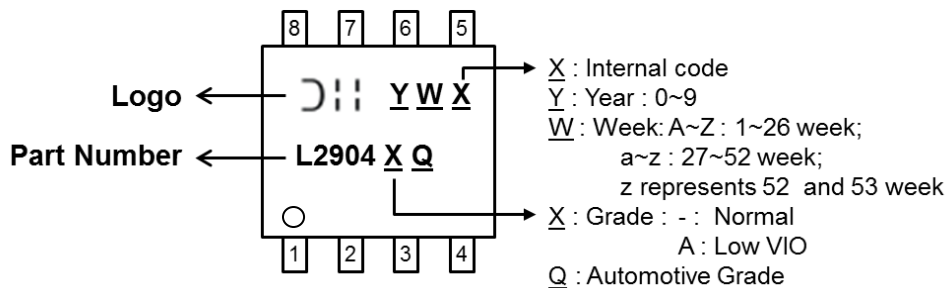 8 7 6 5
Logo
Y W X
Part Number
L2904 X Q
1 2 3 4
X : Internal code
Y : Year : 0~9
W : Week: A~Z : 1~26 week;
a~z : 27~52 week;
z represents 52 and 53 week
X : Grade : - : Normal
A : Low VIO
Q : Automotive Grade